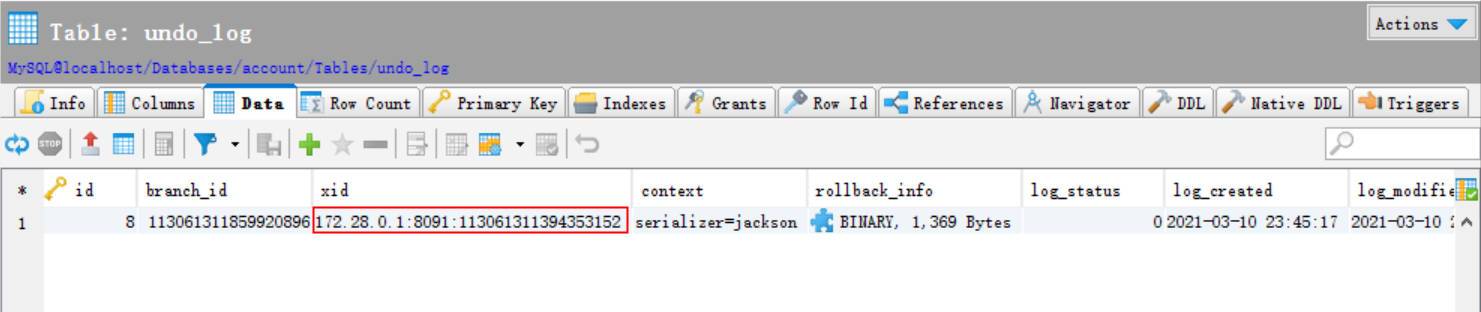 Table: undo_log
Actions
MySQL@localhost/Databases/account/Tables/undo_log
Info Columns Data Row Count Primary Key Indexes Grants Row Id References Navigator DDL Native DDL Triggers
STOP
* id branch_id xid context rollback_info log_status log_created log_modifie
1 8 113061311859920896 172.28.0.1:8091:113061311394353152 serializer=jackson BINARY, 1,369 Bytes 0 2021-03-10 23:45:17 2021-03-10